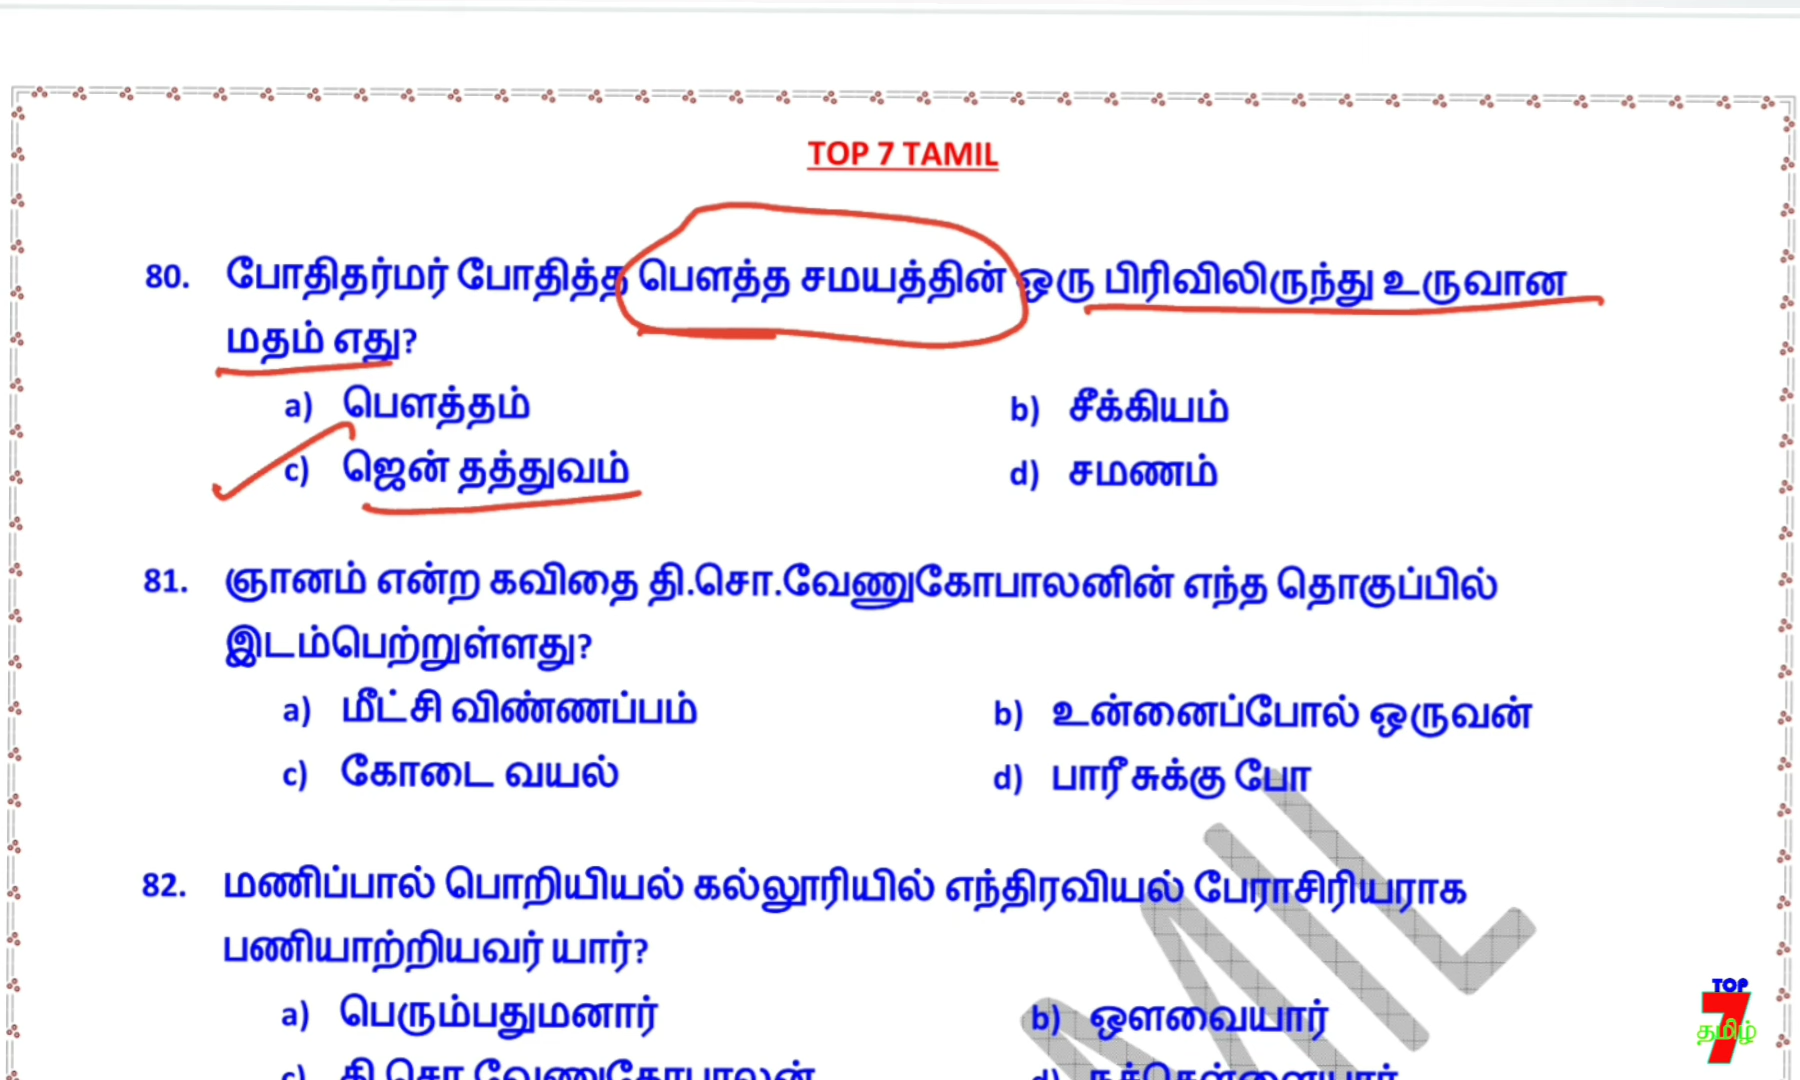 TOP 7 TAMIL
80. போதிதர்மர் போதித்த பௌத்த சமயத்தின் ஒரு பிரிவிலிருந்து உருவான
மதம் எது?
a) பௌத்தம் b) சீக்கியம்
c) ஜென் தத்துவம் d) சமணம்
81. ஞானம் என்ற கவிதை தி.சொ.வேணுகோபாலனின் எந்த தொகுப்பில்
இடம்பெற்றுள்ளது?
a) மீட்சி விண்ணப்பம் b) உன்னைப்போல் ஒருவன்
c) கோடை வயல் d) பாரீசுக்கு போ
82. மணிப்பால் பொறியியல் கல்லூரியில் எந்திரவியல் பேராசிரியராக
பணியாற்றியவர் யார்?
a) பெரும்பதுமனார் b) ஔவையார்
c) தி.சொ.வேணுகோபாலன் d)
TOP
7
தமிழ்